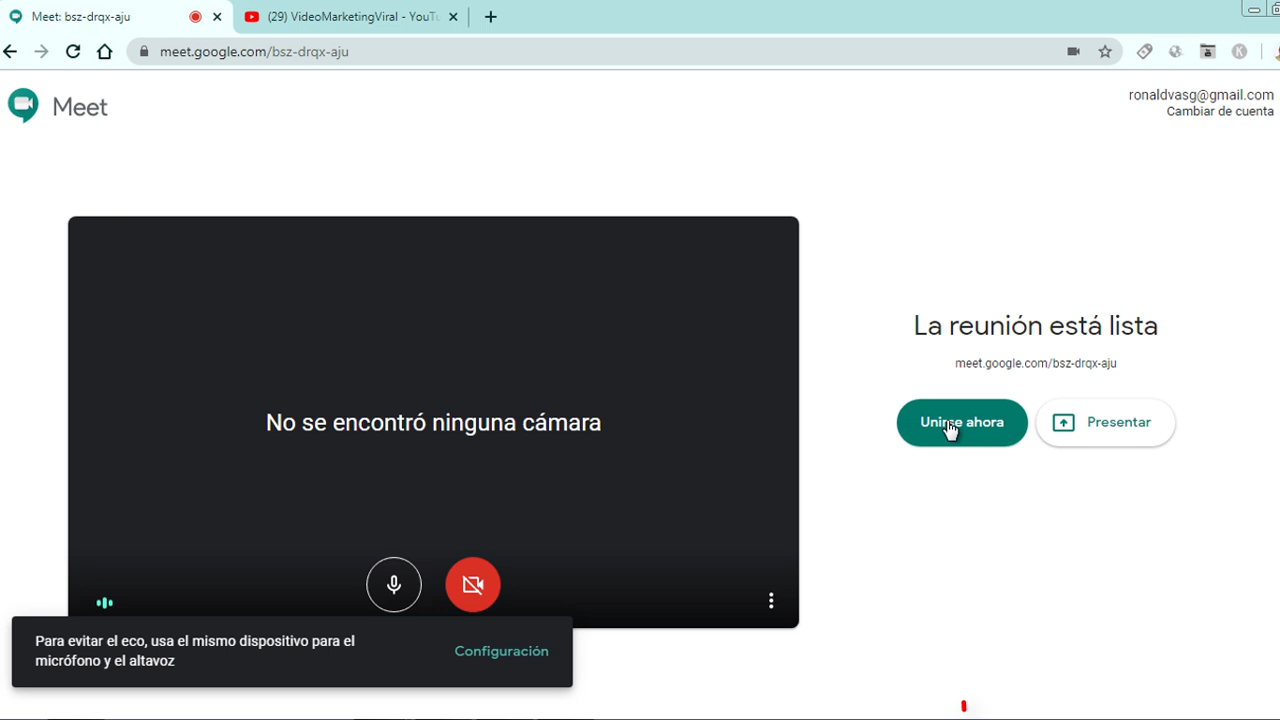 Meet: bsz-drqx-aju
(29) VideoMarketingViral - YouTu
meet.google.com/bsz-drqx-aju
Meet
ronaldvasg@gmail.com
Cambiar de cuenta
No se encontró ninguna cámara
La reunión está lista
meet.google.com/bsz-drqx-aju
Unirse ahora
Presentar
Para evitar el eco, usa el mismo dispositivo para el
micrófono y el altavoz
Configuración